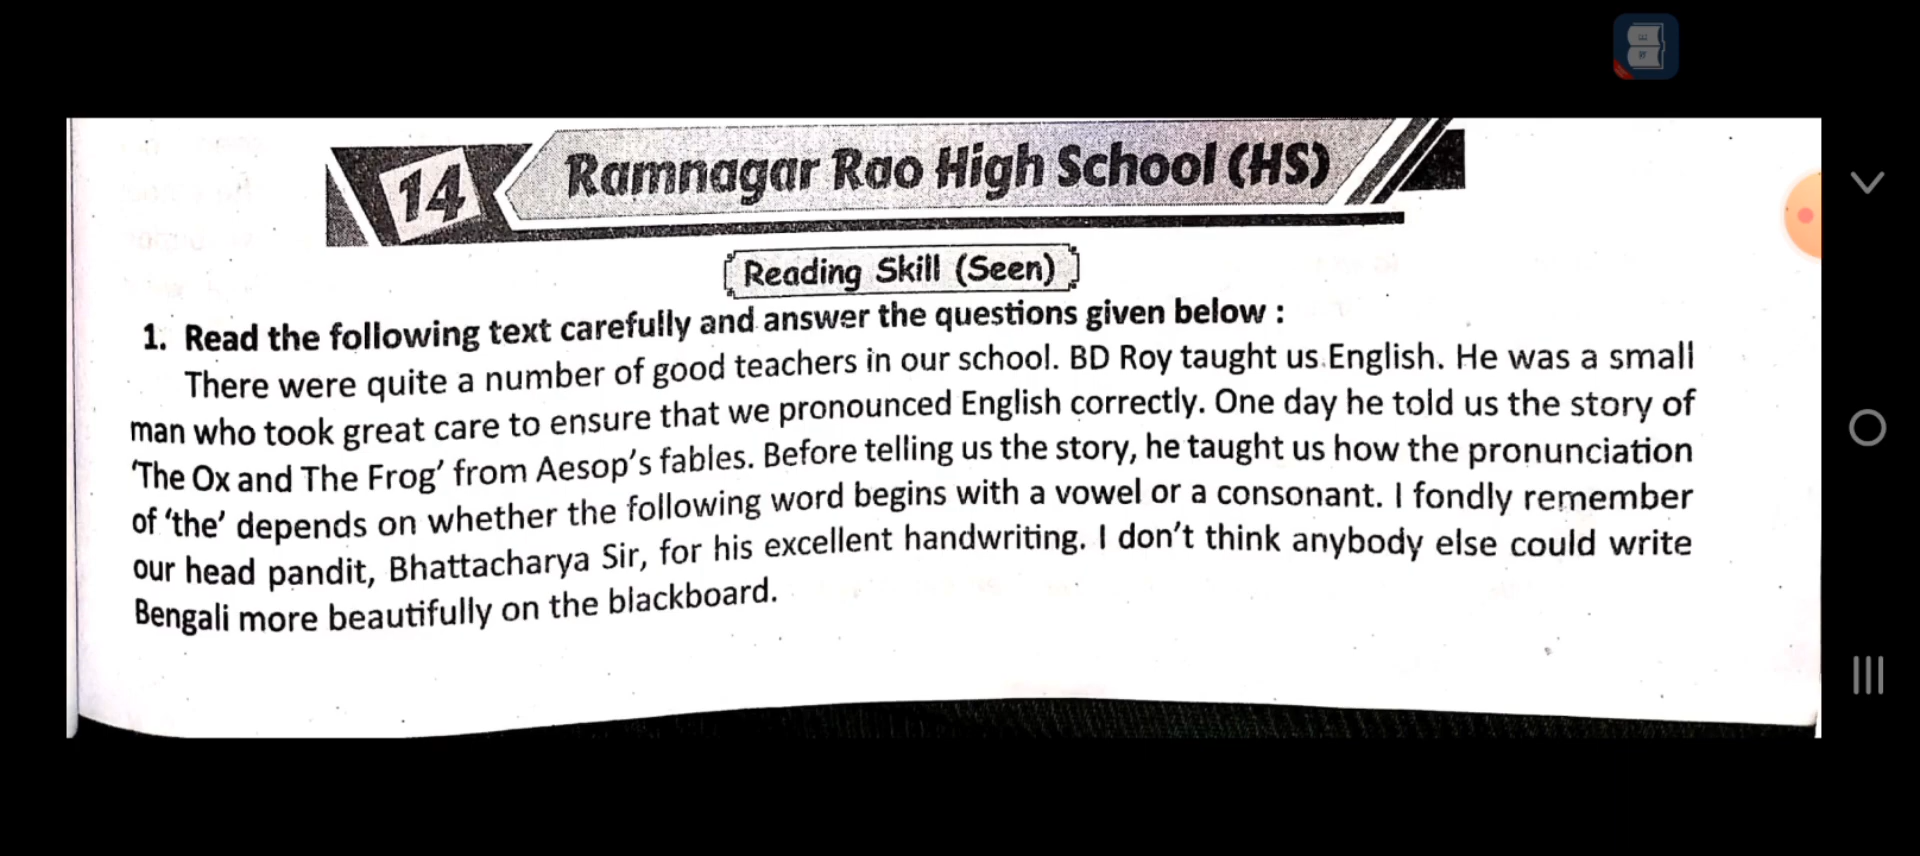 14
Ramnagar Rao High School (HS)
Reading Skill (Seen)
1. Read the following text carefully and answer the questions given below :
There were quite a number of good teachers in our school. BD Roy taught us English. He was a small
man who took great care to ensure that we pronounced English correctly. One day he told us the story of
'The Ox and The Frog' from Aesop's fables. Before telling us the story, he taught us how the pronunciation
of 'the' depends on whether the following word begins with a vowel or a consonant. I fondly remember
our head pandit, Bhattacharya Sir, for his excellent handwriting. I don't think anybody else could write
Bengali more beautifully on the blackboard.